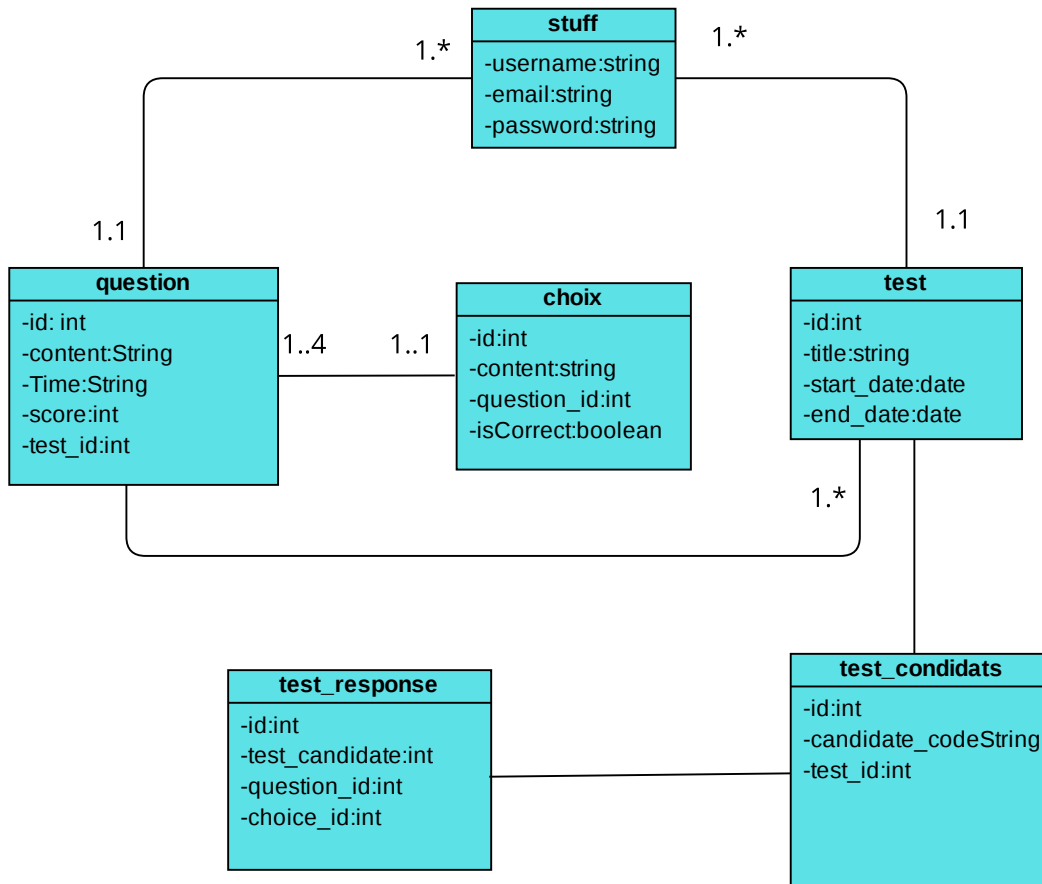 stuff
-username:string
-email:string
-password:string
1.*
1.*
1.1
1.1
question
-id: int
-content:String
-Time:String
-score:int
-test_id:int
1..4
1..1
choix
-id:int
-content:string
-question_id:int
-isCorrect:boolean
test
-id:int
-title:string
-start_date:date
-end_date:date
1.*
test_response
-id:int
-test_candidate:int
-question_id:int
-choice_id:int
test_condidats
-id:int
-candidate_codeString
-test_id:int